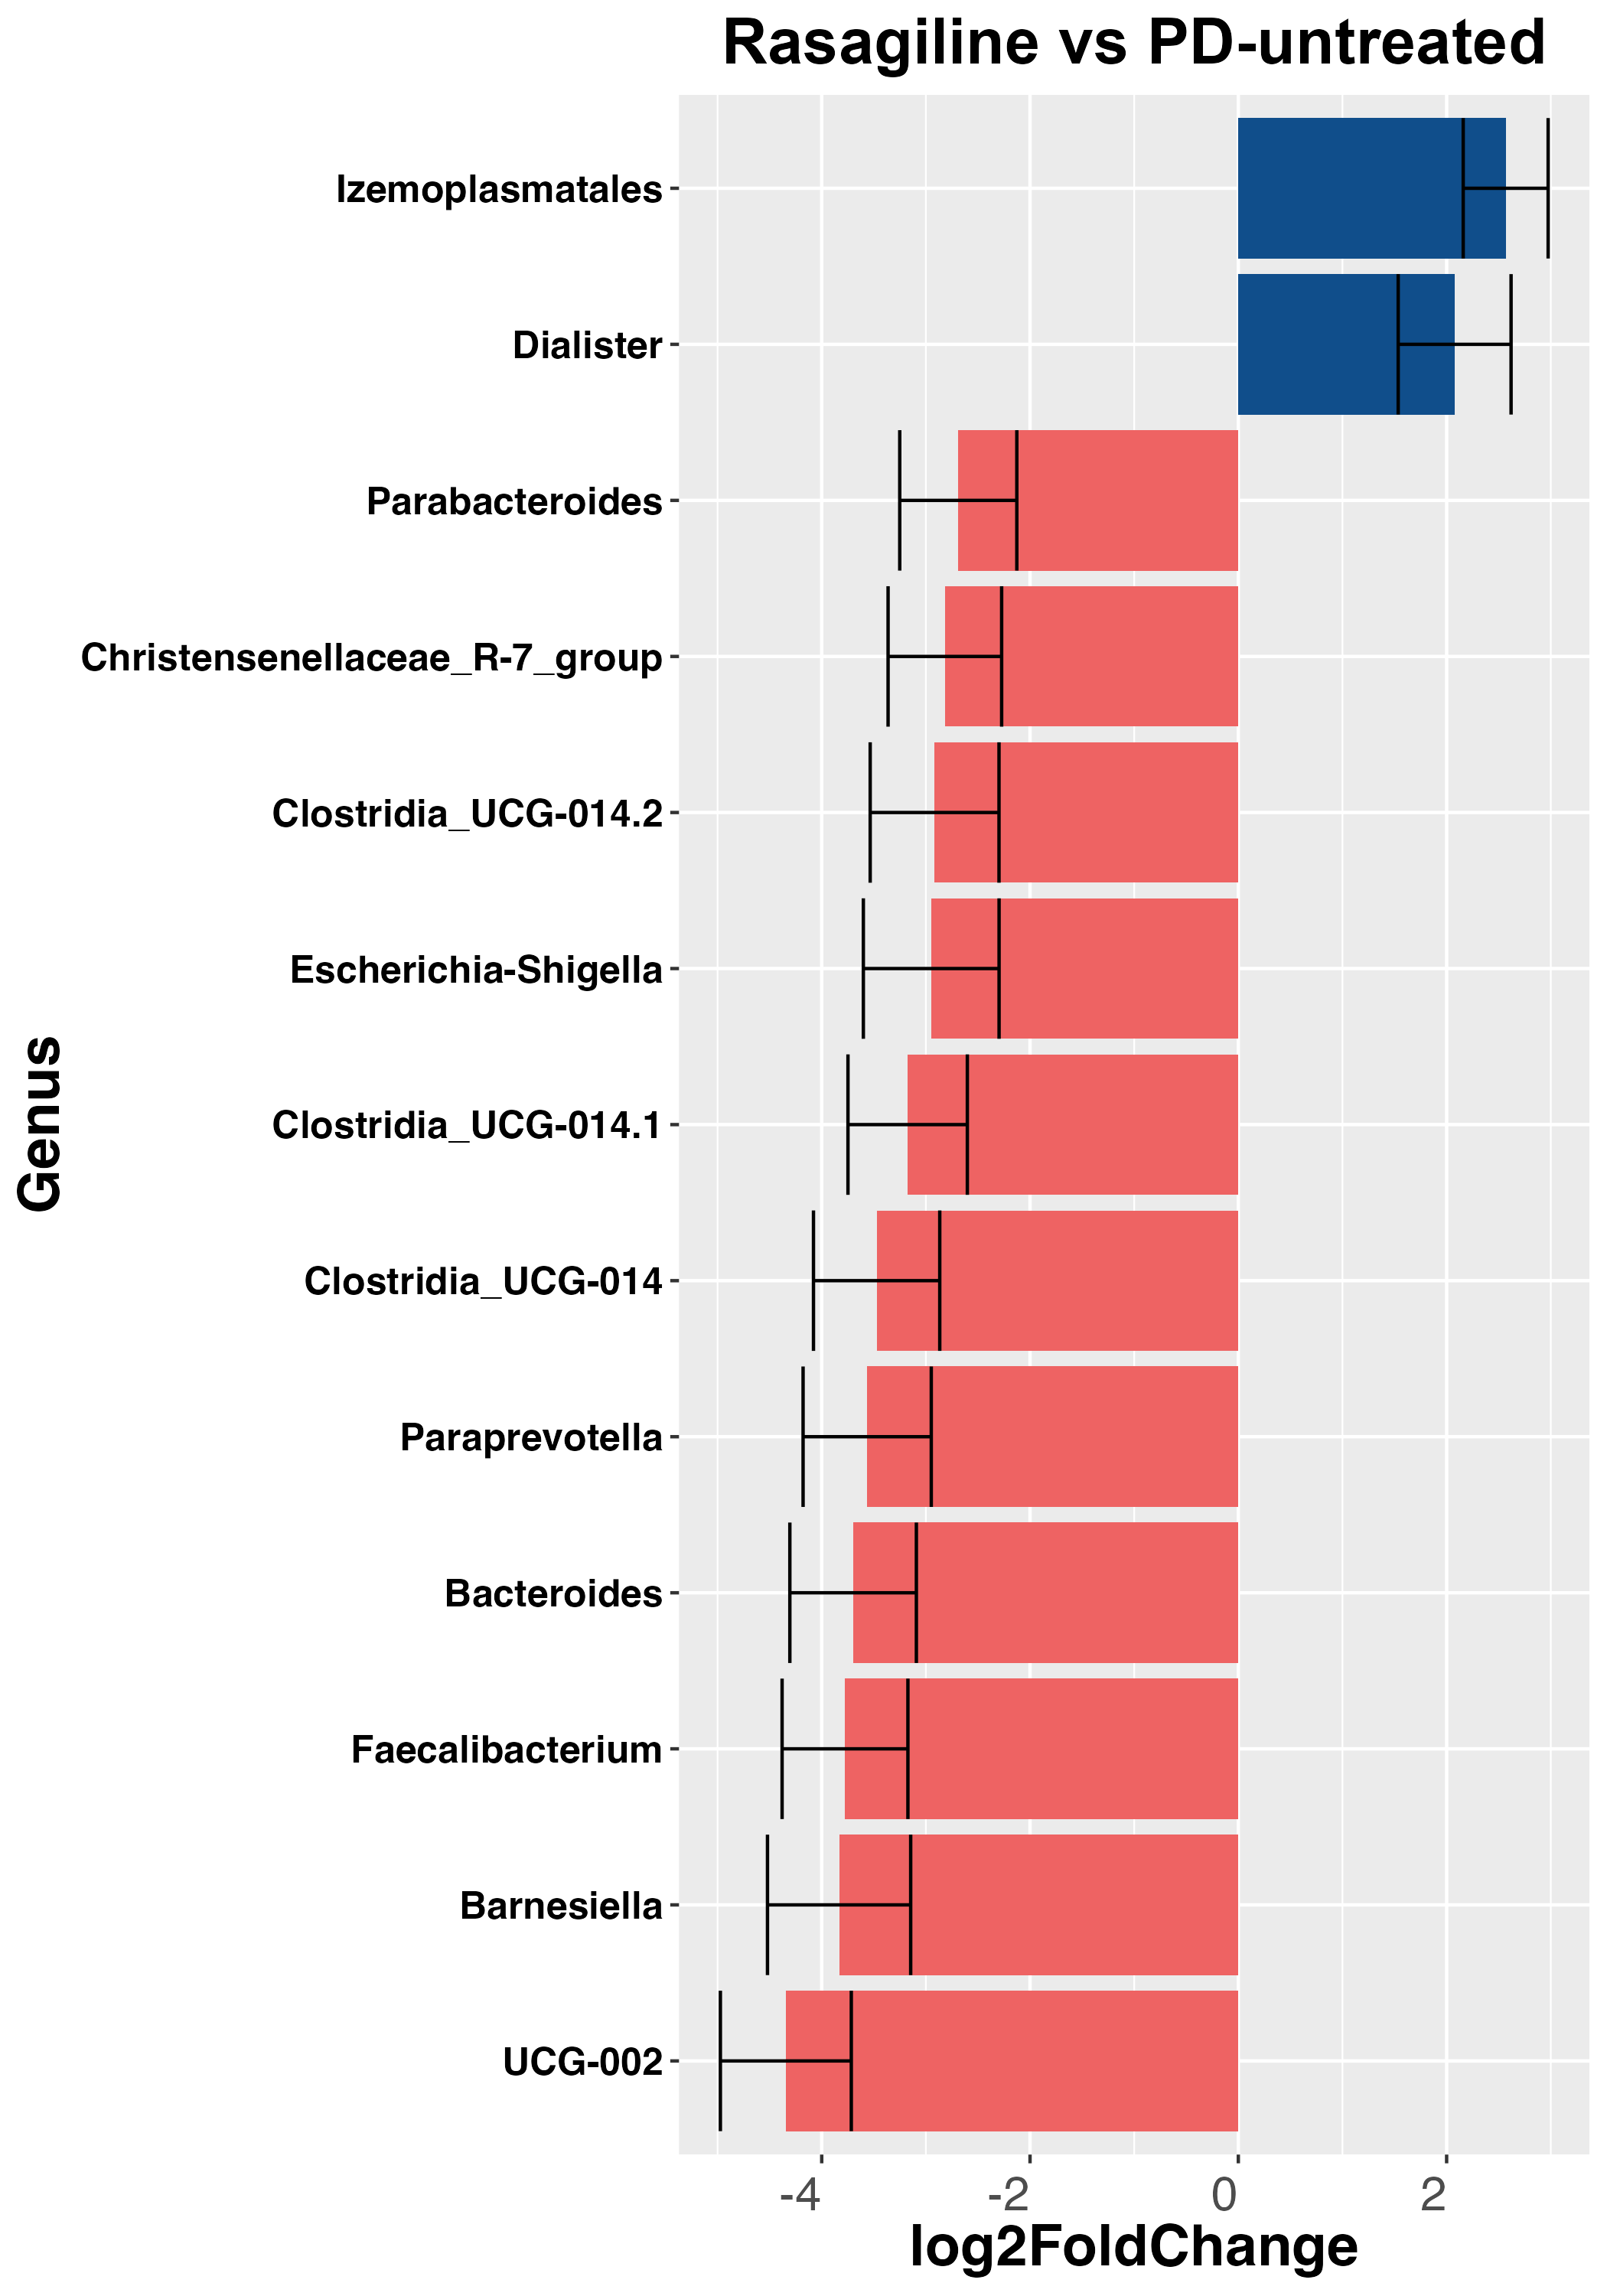 Rasagiline vs PD-untreated
Izemoplasmatales
Dialister
Parabacteroides
Christensenellaceae_R-7_group
Clostridia_UCG-014.2
Escherichia-Shigella
Clostridia_UCG-014.1
Clostridia_UCG-014
Paraprevotella
Bacteroides
Faecalibacterium
Barnesiella
UCG-002
Genus
-4 -2 0 2
log2FoldChange